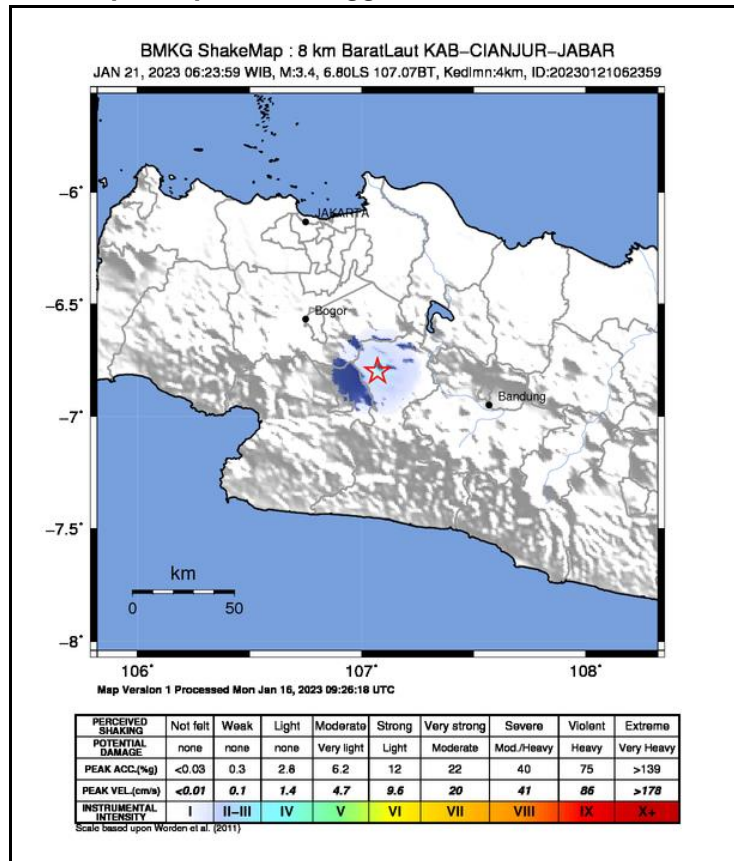 BMKG ShakeMap : 8 km BaratLaut KAB-CIANJUR-JABAR
JAN 21, 2023 06:23:59 WIB, M:3.4, 6.80LS 107.07BT, Kedlmn:4km, ID:20230121062359
-6°
JAKARTA
-6.5°
Bogor
-7°
Bandung
-7.5°
km
0 50
-8°
106° 107° 108°
Map Version 1 Processed Mon Jan 16, 2023 09:26:18 UTC
PERCEIVED SHAKING Not felt Weak Light Moderate Strong Very strong Severe Violent Extreme
POTENTIAL DAMAGE none none none Very light Light Moderate Mod./Heavy Heavy Very Heavy
PEAK ACC.(%g) <0.03 0.3 2.8 6.2 12 22 40 75 >139
PEAK VEL.(cm/s) <0.01 0.1 1.4 4.7 9.6 20 41 86 >178
INSTRUMENTAL INTENSITY I II-III IV V VI VII VIII IX X+
Scale based upon Worden et al. (2011)